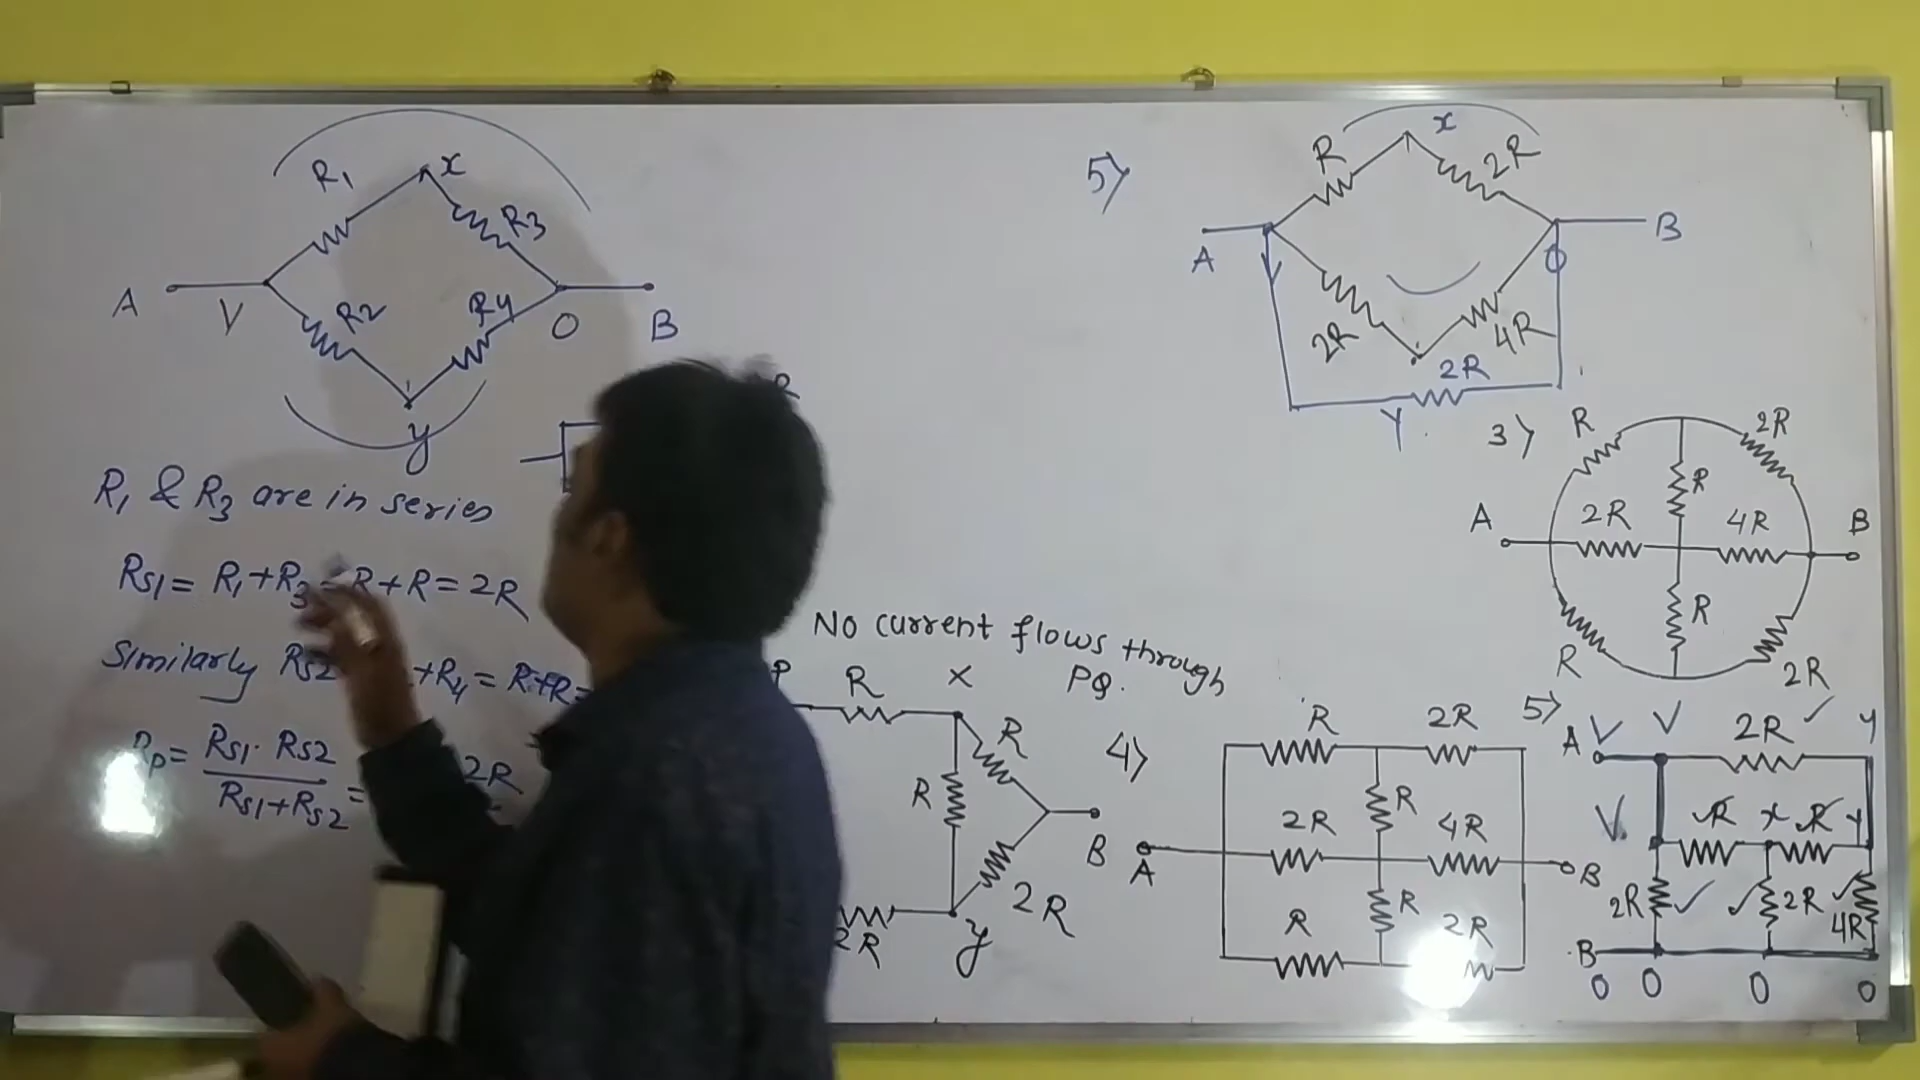 R1 x R3
A V R2 R4 O B
y
R1 & R3 are in series
RS1 = R1+R3 = R+R = 2R
Similarly RS2 +R4 = R+R =
Rp = RS1 . RS2 / RS1+RS2 = 2R
No current flows through
PQ.
P R x R
R
B
2R y 2R
5)
R x 2R
A V O B
2R 4R
2R
Y
3)
R 2R
R
A 2R 4R B
R
R 2R
4)
R 2R
R
2R 4R
A B
R
R 2R
5)
A V V 2R ✓ Y
V. R x R Y
2R ✓ ✓ 2R ✓ 4R
B
0 0 0 0